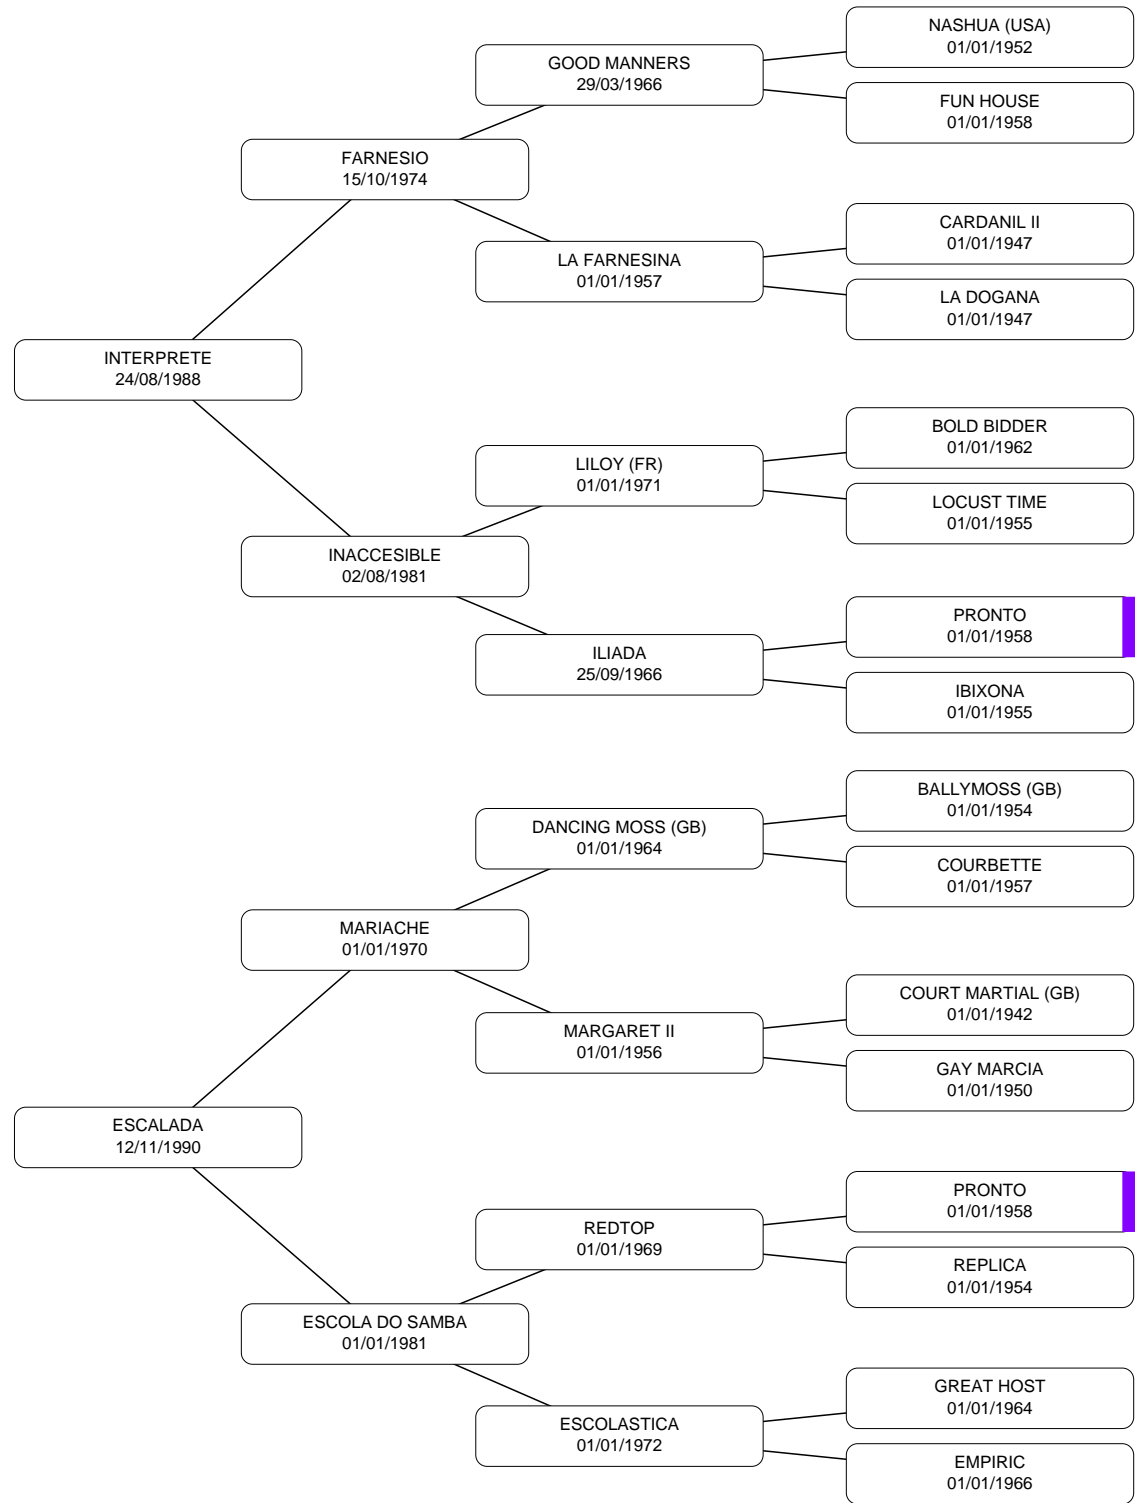 NASHUA (USA)
01/01/1952
GOOD MANNERS
29/03/1966
FUN HOUSE
01/01/1958
FARNESIO
15/10/1974
CARDANIL II
01/01/1947
LA FARNESINA
01/01/1957
LA DOGANA
01/01/1947
INTERPRETE
24/08/1988
BOLD BIDDER
01/01/1962
LILOY (FR)
01/01/1971
LOCUST TIME
01/01/1955
INACCESIBLE
02/08/1981
PRONTO
01/01/1958
ILIADA
25/09/1966
IBIXONA
01/01/1955
BALLYMOSS (GB)
01/01/1954
DANCING MOSS (GB)
01/01/1964
COURBETTE
01/01/1957
MARIACHE
01/01/1970
COURT MARTIAL (GB)
01/01/1942
MARGARET II
01/01/1956
GAY MARCIA
01/01/1950
ESCALADA
12/11/1990
PRONTO
01/01/1958
REDTOP
01/01/1969
REPLICA
01/01/1954
ESCOLA DO SAMBA
01/01/1981
GREAT HOST
01/01/1964
ESCOLASTICA
01/01/1972
EMPIRIC
01/01/1966